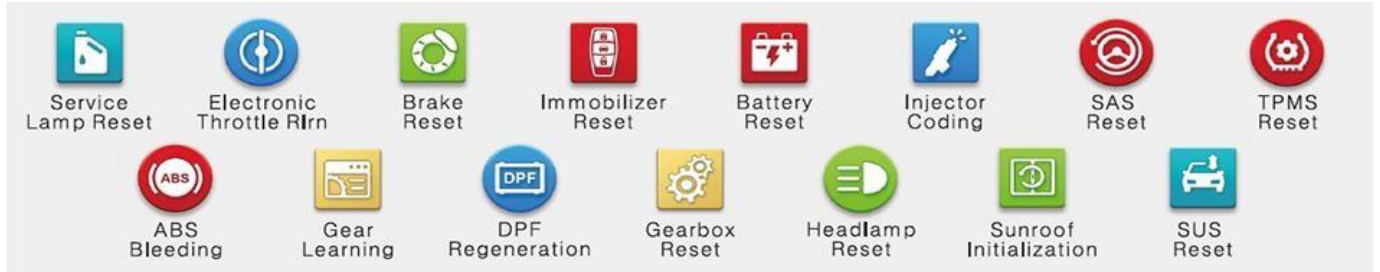 Service
Lamp Reset
Electronic
Throttle Rlrn
Brake
Reset
Immobilizer
Reset
Battery
Reset
Injector
Coding
SAS
Reset
TPMS
Reset
ABS
ABS
Bleeding
Gear
Learning
DPF
DPF
Regeneration
Gearbox
Reset
Headlamp
Reset
Sunroof
Initialization
SUS
Reset